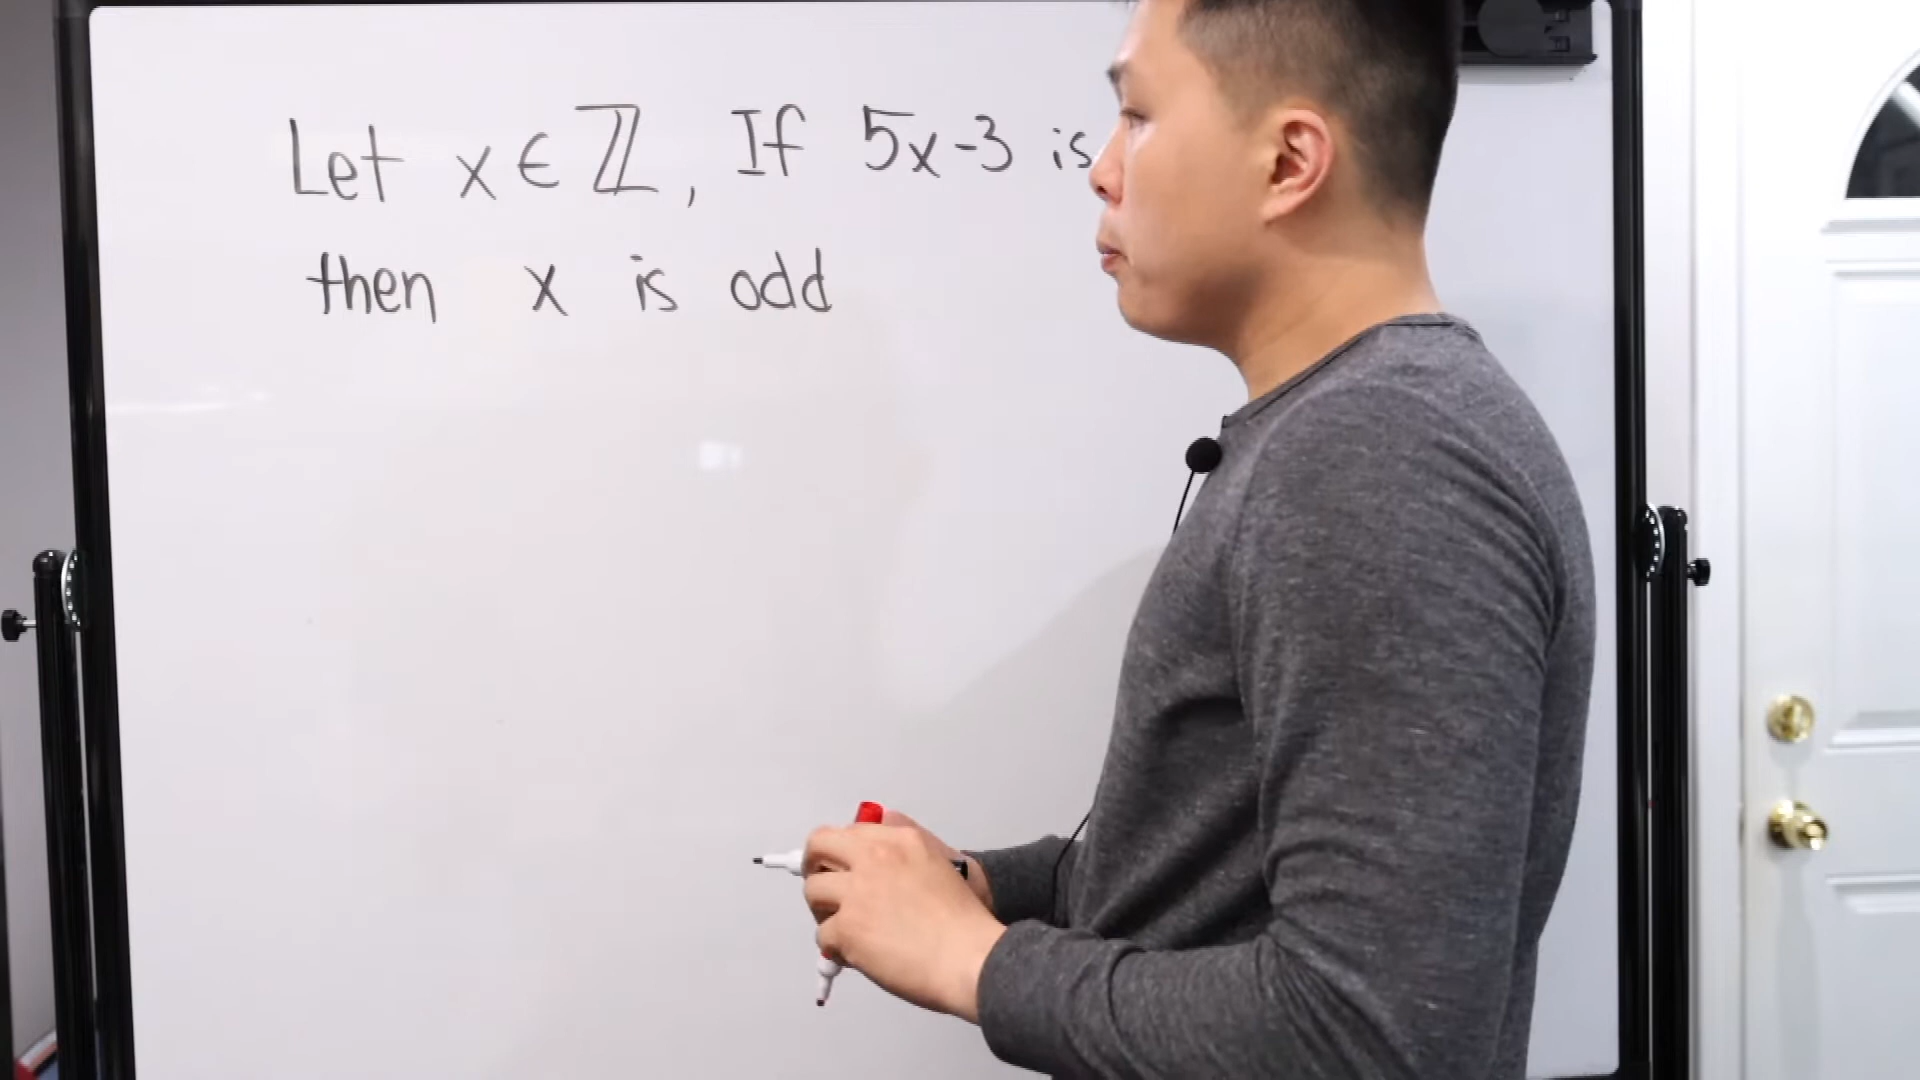 Let x ∈ ℤ, If 5x-3 is
then x is odd